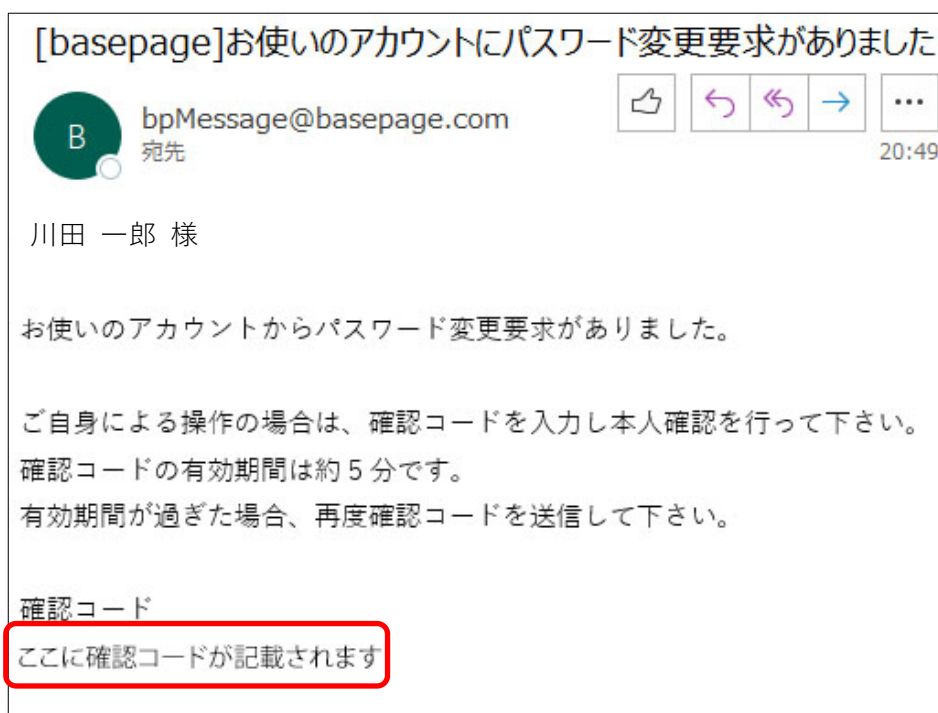 [basepage]お使いのアカウントにパスワード変更要求がありました
B
bpMessage@basepage.com
宛先
20:49
川田 一郎 様
お使いのアカウントからパスワード変更要求がありました。
ご自身による操作の場合は、確認コードを入力し本人確認を行って下さい。
確認コードの有効期間は約5分です。
有効期間が過ぎた場合、再度確認コードを送信して下さい。
確認コード
ここに確認コードが記載されます